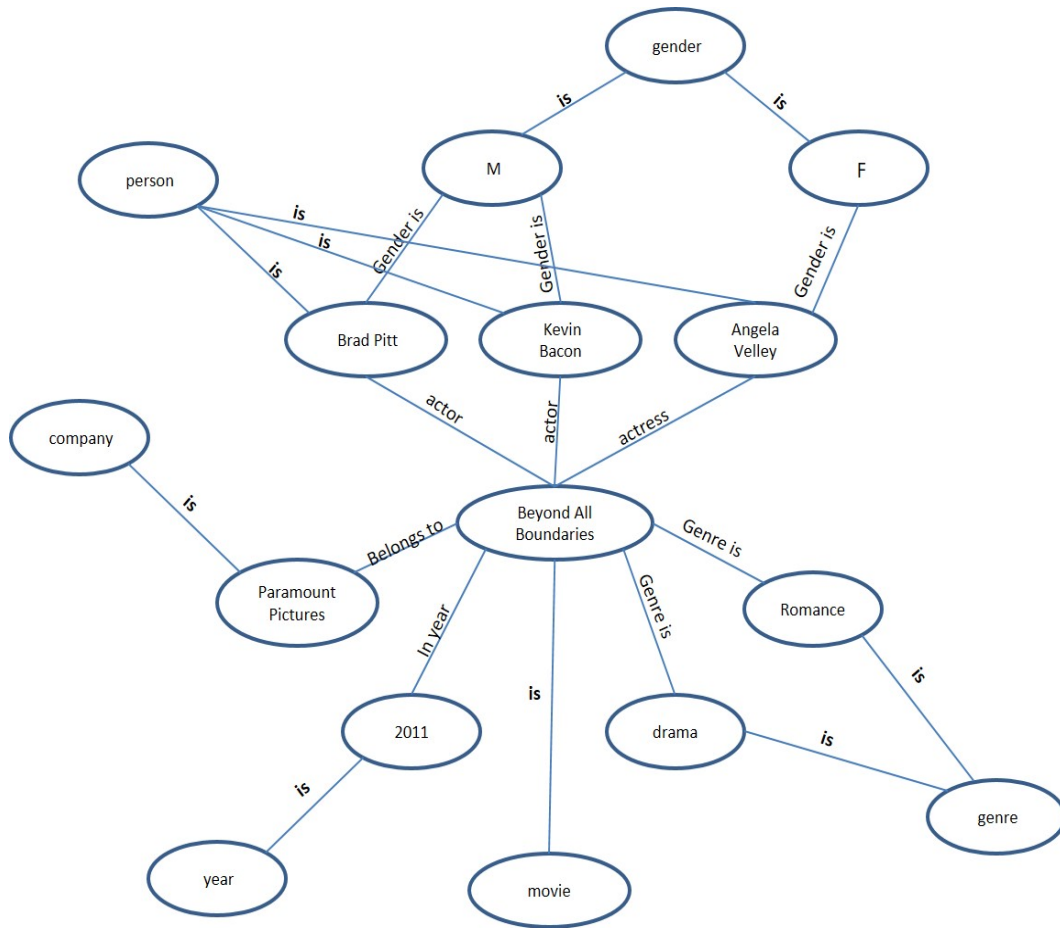 gender
is
is
person
M
F
is
is
is
Gender is
Gender is
Gender is
Brad Pitt
Kevin
Bacon
Angela
Velley
actor
actor
actress
company
is
Beyond All
Boundaries
Belongs to
Genre is
Paramount
Pictures
In year
Genre is
Romance
is
is
2011
drama
is
is
year
movie
genre